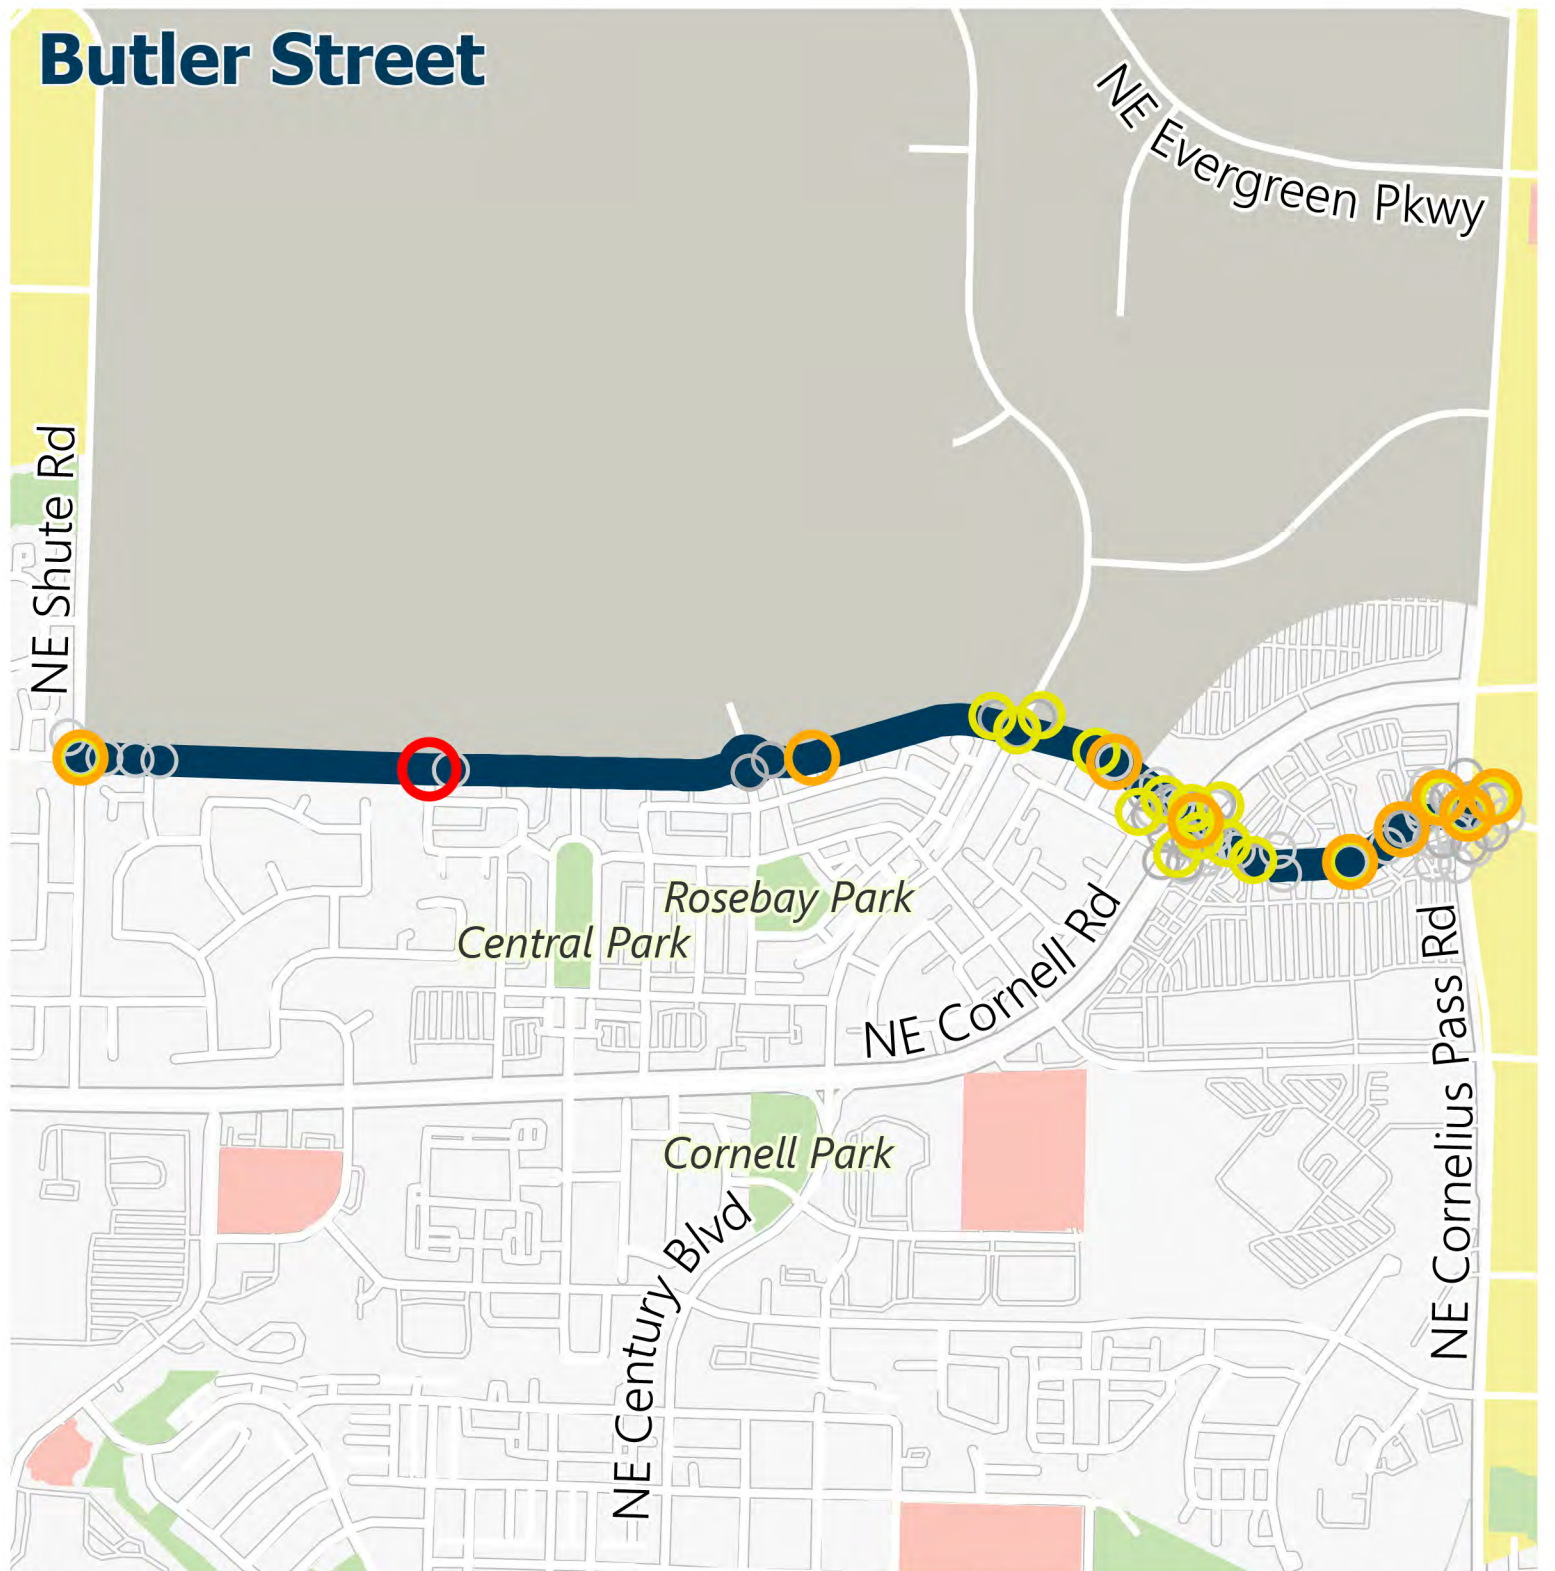 Butler Street
NE Evergreen Pkwy
NE Shute Rd
Rosebay Park
Central Park
NE Cornell Rd
NE Cornelius Pass Rd
Cornell Park
NE Century Blvd